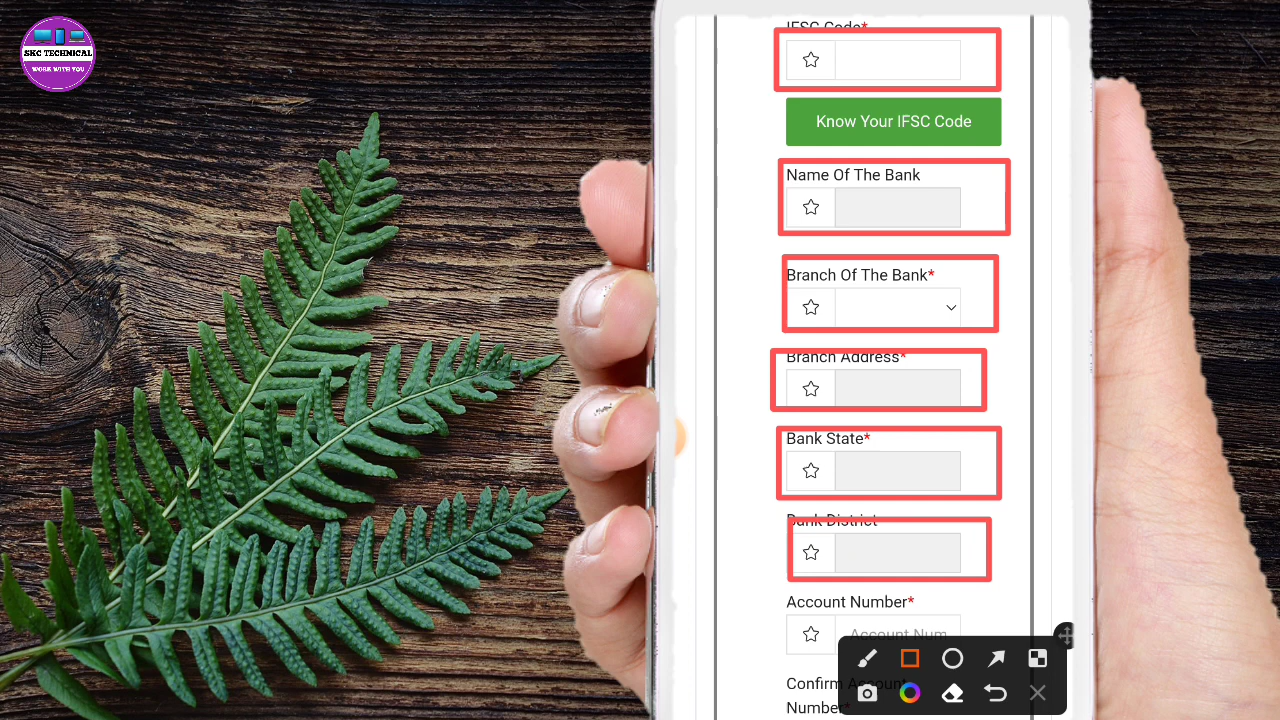 SKC TECHNICAL
WORK WITH YOU
IFSC Code*
Know Your IFSC Code
Name Of The Bank
Branch Of The Bank*
Branch Address*
Bank State*
Bank District
Account Number*
Account Num
Confirm Account
Number*